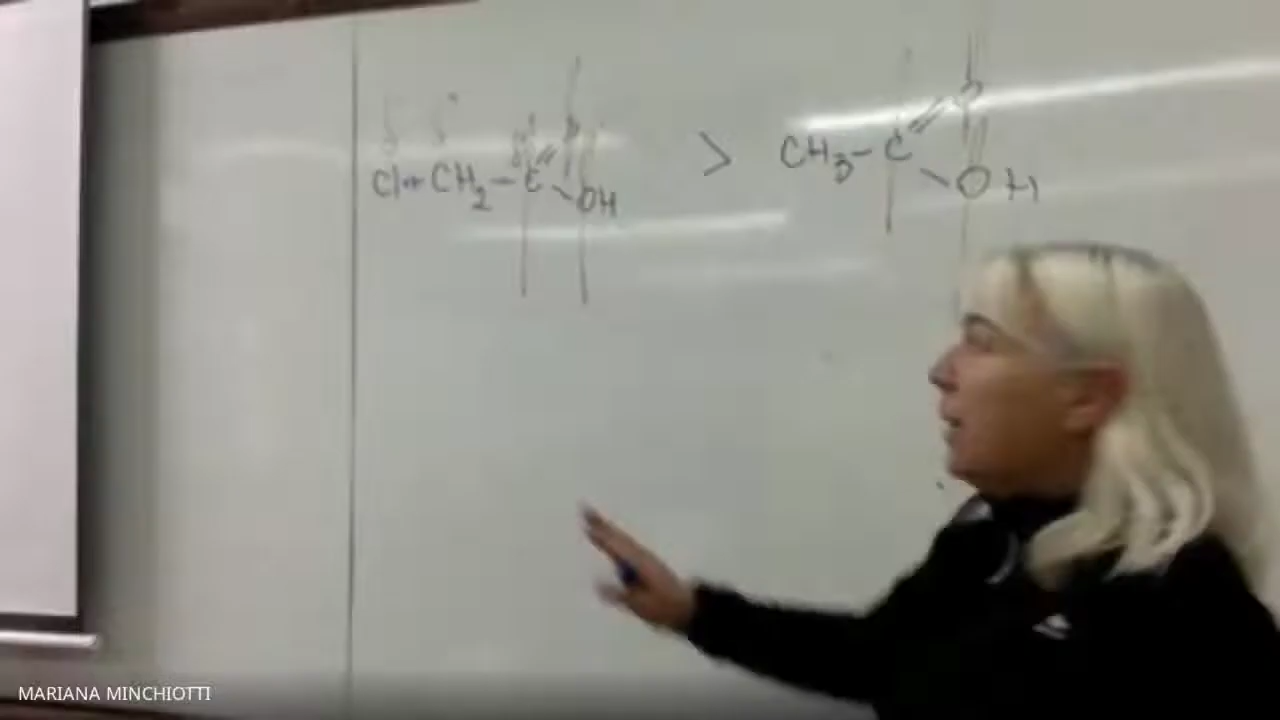 Cl CH₂ - C = O OH > CH₃ - C = O OH
MARIANA MINCHIOTTI